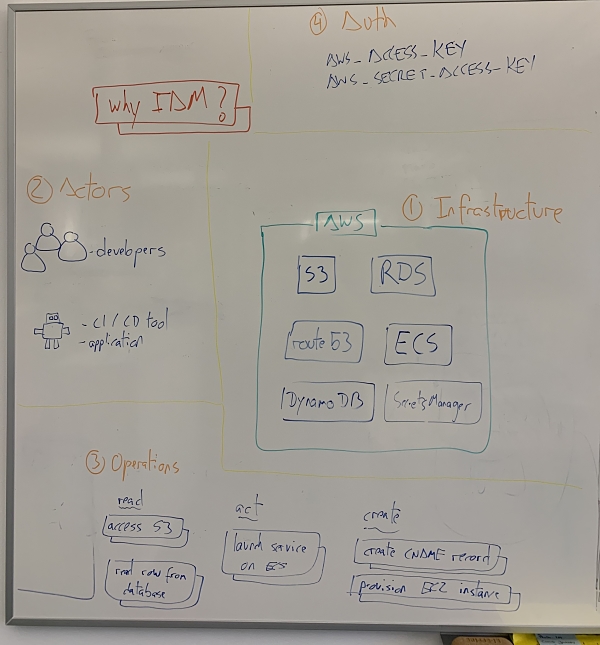 ④ Auth
AWS_ACCESS_KEY
AWS_SECRET_ACCESS_KEY
Why IAM?
② Actors
- developers
- CI / CD tool
- application
① Infrastructure
AWS
S3
RDS
route 53
ECS
DynamoDB
Secrets Manager
③ Operations
read
access S3
read row from
database
act
launch service
on ECS
create
create CNAME record
provision EC2 instance